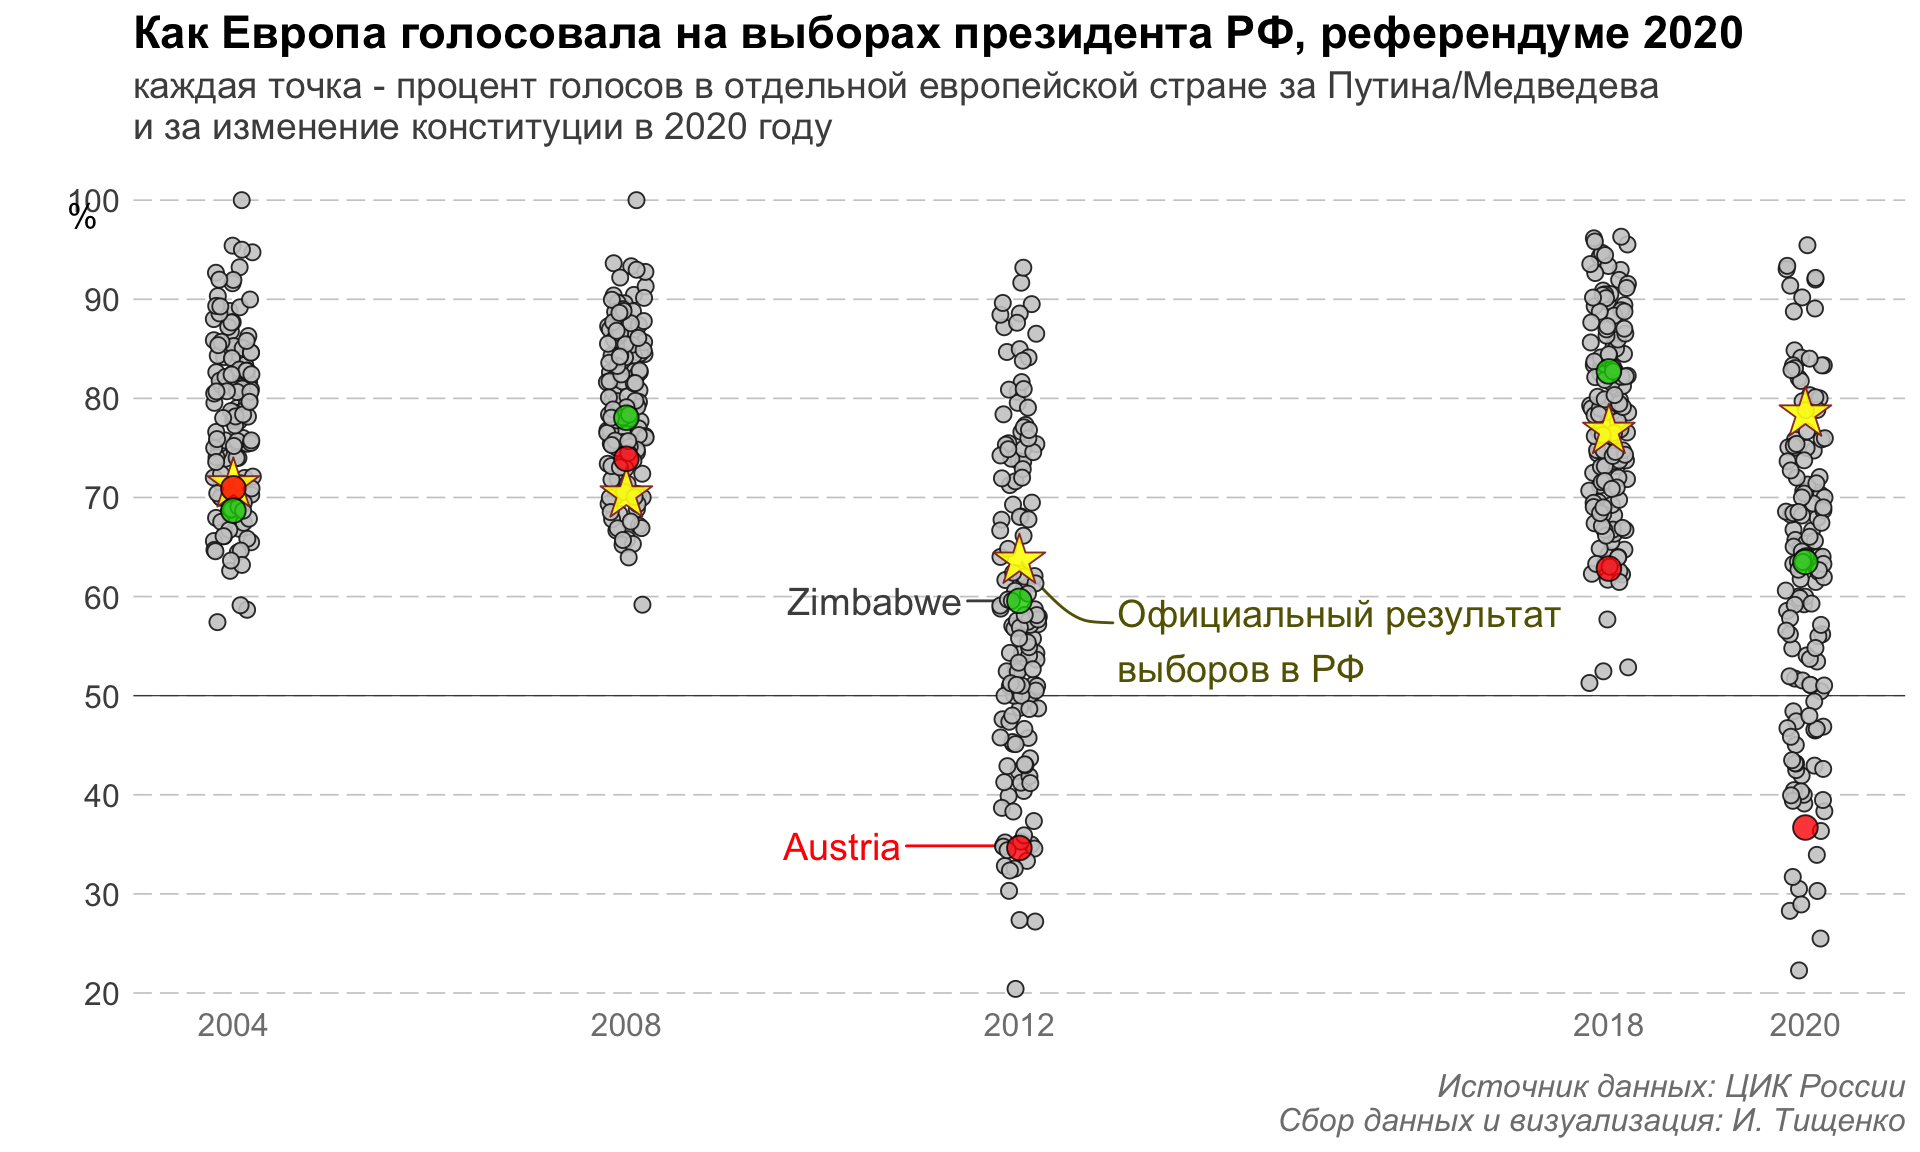 Как Европа голосовала на выборах президента РФ, референдуме 2020
каждая точка - процент голосов в отдельной европейской стране за Путина/Медведева
и за изменение конституции в 2020 году
100
%
90
80
70
60
50
40
30
20
Zimbabwe
Официальный результат
выборов в РФ
Austria
2004 2008 2012 2018 2020
Источник данных: ЦИК России
Сбор данных и визуализация: И. Тищенко